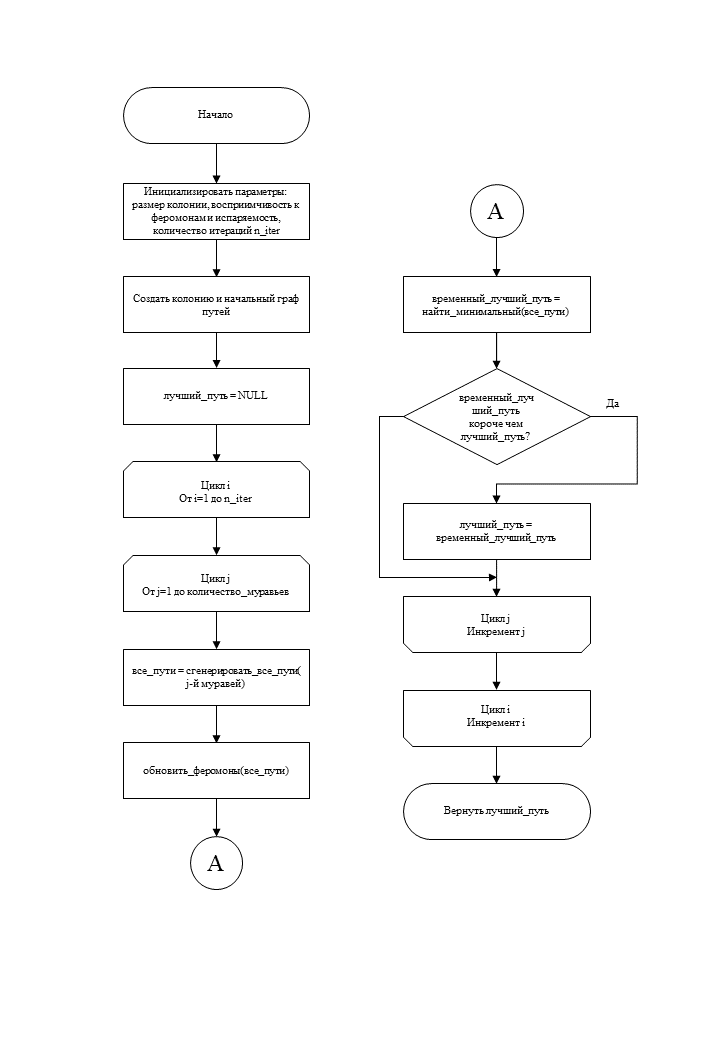 Начало
Инициализировать параметры:
размер колонии, восприимчивость к
феромонам и испаряемость,
количество итераций n_iter
Создать колонию и начальный граф
путей
лучший_путь = NULL
Цикл i
От i=1 до n_iter
Цикл j
От j=1 до количество_муравьев
все_пути = сгенерировать_все_пути(
j-й муравей)
обновить_феромоны(все_пути)
А
А
временный_лучший_путь =
найти_минимальный(все_пути)
временный_луч
ший_путь
короче чем
лучший_путь?
Да
лучший_путь =
временный_лучший_путь
Цикл j
Инкремент j
Цикл i
Инкремент i
Вернуть лучший_путь